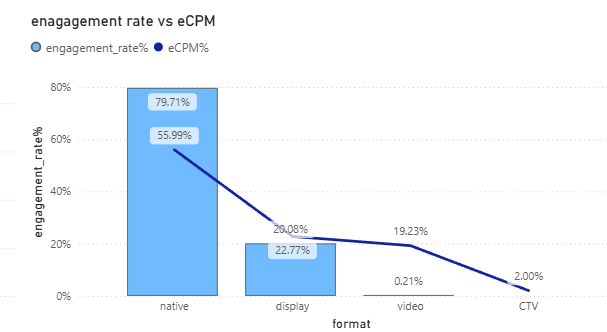 enagagement rate vs eCPM
engagement_rate% eCPM%
80%
60%
40%
20%
0%
engagement_rate%
79.71%
55.99%
20.08%
22.77%
19.23%
0.21%
2.00%
native display video CTV
format